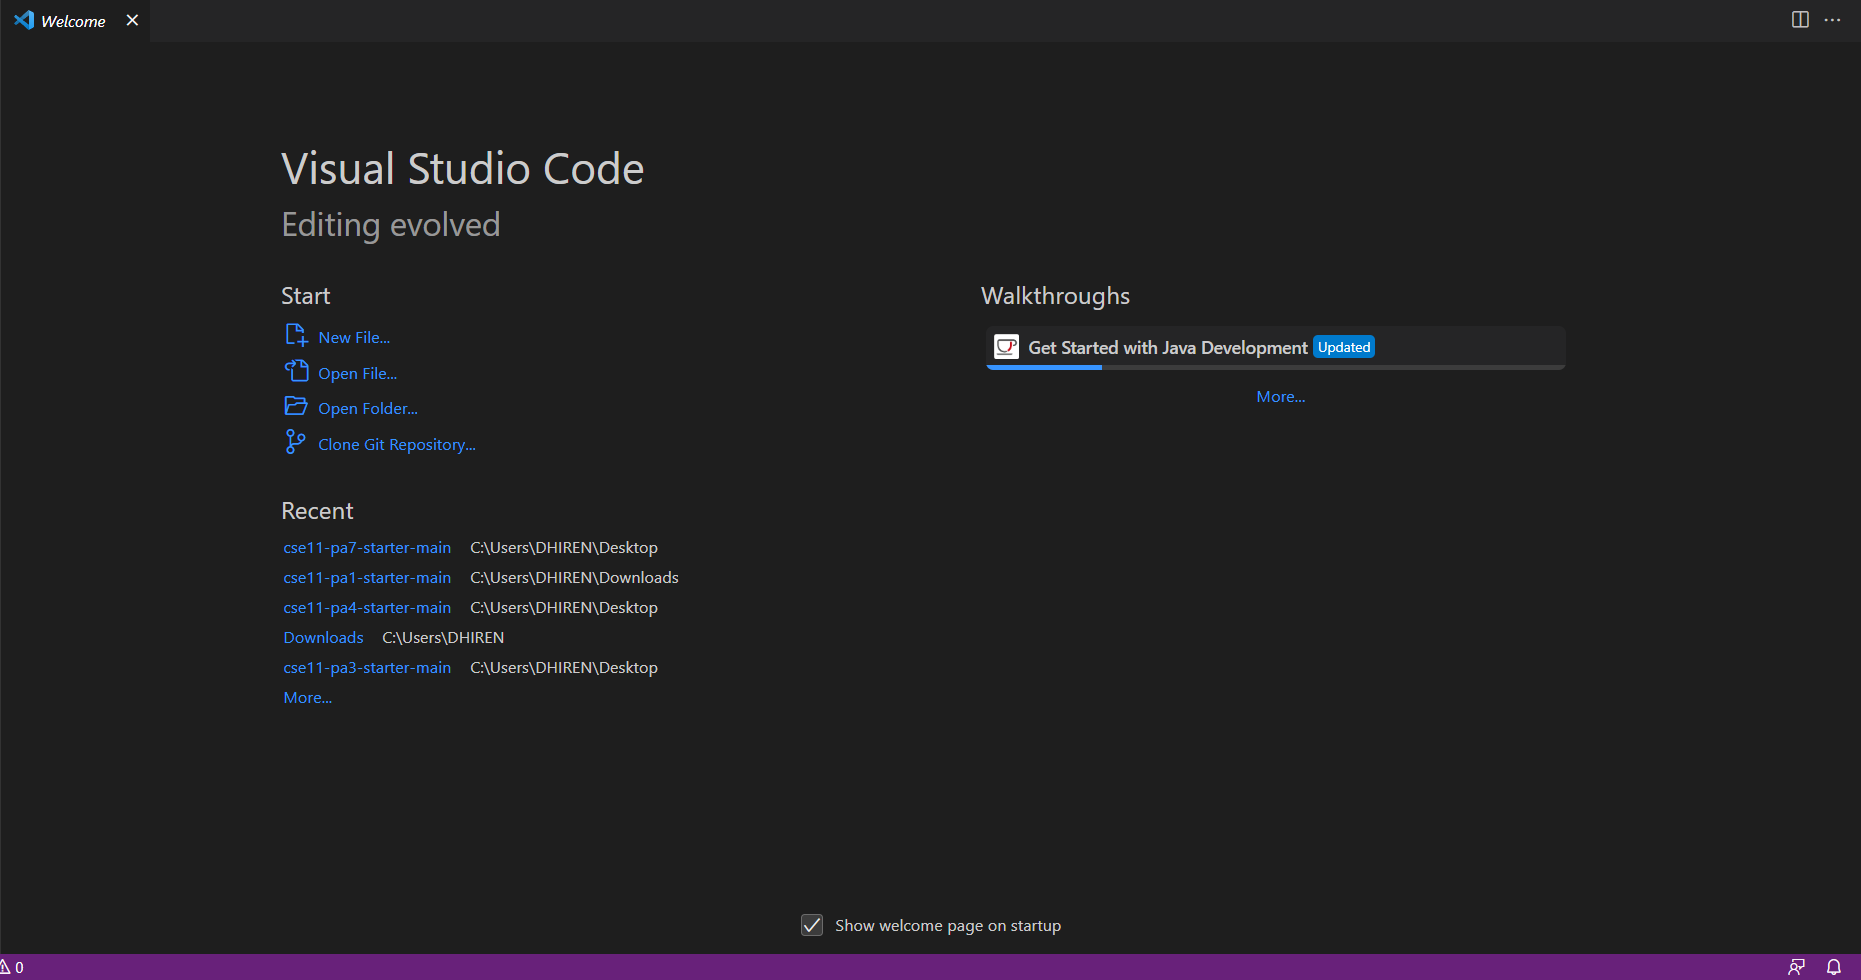 Welcome
Visual Studio Code
Editing evolved
Start
New File...
Open File...
Open Folder...
Clone Git Repository...
Recent
cse11-pa7-starter-main C:\Users\DHIREN\Desktop
cse11-pa1-starter-main C:\Users\DHIREN\Downloads
cse11-pa4-starter-main C:\Users\DHIREN\Desktop
Downloads C:\Users\DHIREN
cse11-pa3-starter-main C:\Users\DHIREN\Desktop
More...
Walkthroughs
Get Started with Java Development Updated
More...
Show welcome page on startup
0